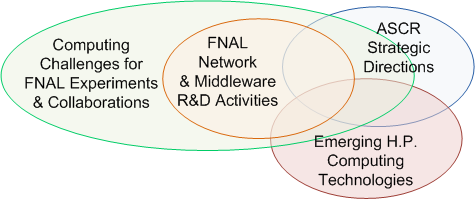 Computing
Challenges for
FNAL Experiments
& Collaborations
FNAL
Network
& Middleware
R&D Activities
ASCR
Strategic
Directions
Emerging H.P.
Computing
Technologies